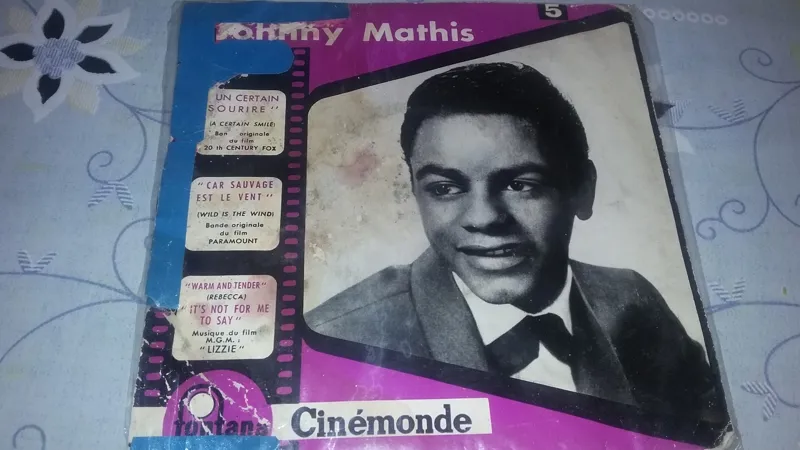 5
Johnny Mathis
UN CERTAIN
SOURIRE"
(A CERTAIN SMILE)
Bande originale
du film
20 th CENTURY FOX
"CAR SAUVAGE
EST LE VENT"
(WILD IS THE WIND)
Bande originale
du film
PARAMOUNT
"WARM AND TENDER"
(REBECCA)
IT'S NOT FOR ME
TO SAY"
Musique du film
M.G.M. :
"LIZZIE"
fontana
Cinémonde